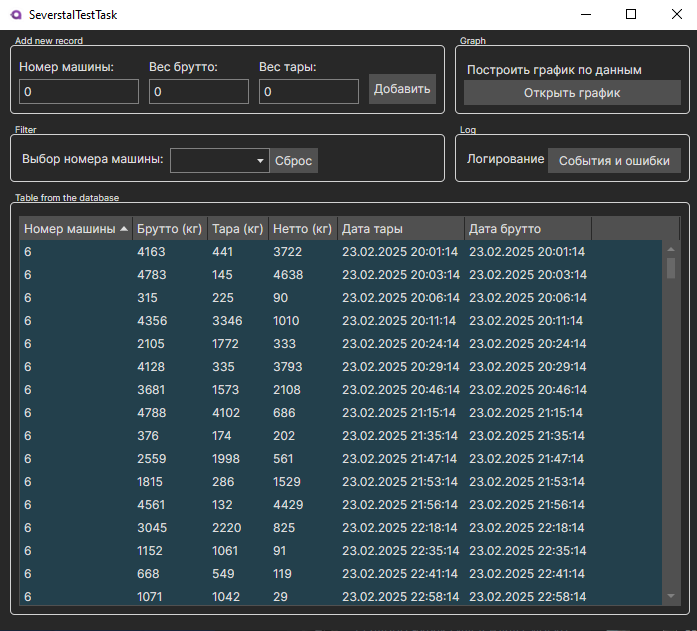 SeverstalTestTask
Add new record
Номер машины: Вес брутто: Вес тары:
0 0 0 Добавить
Graph
Построить график по данным
Открыть график
Filter
Выбор номера машины: Сброс
Log
Логирование События и ошибки
Table from the database
Номер машины Брутто (кг) Тара (кг) Нетто (кг) Дата тары Дата брутто
6 4163 441 3722 23.02.2025 20:01:14 23.02.2025 20:01:14
6 4783 145 4638 23.02.2025 20:03:14 23.02.2025 20:03:14
6 315 225 90 23.02.2025 20:06:14 23.02.2025 20:06:14
6 4356 3346 1010 23.02.2025 20:11:14 23.02.2025 20:11:14
6 2105 1772 333 23.02.2025 20:24:14 23.02.2025 20:24:14
6 4128 335 3793 23.02.2025 20:29:14 23.02.2025 20:29:14
6 3681 1573 2108 23.02.2025 20:46:14 23.02.2025 20:46:14
6 4788 4102 686 23.02.2025 21:15:14 23.02.2025 21:15:14
6 376 174 202 23.02.2025 21:35:14 23.02.2025 21:35:14
6 2559 1998 561 23.02.2025 21:47:14 23.02.2025 21:47:14
6 1815 286 1529 23.02.2025 21:53:14 23.02.2025 21:53:14
6 4561 132 4429 23.02.2025 21:56:14 23.02.2025 21:56:14
6 3045 2220 825 23.02.2025 22:18:14 23.02.2025 22:18:14
6 1152 1061 91 23.02.2025 22:35:14 23.02.2025 22:35:14
6 668 549 119 23.02.2025 22:41:14 23.02.2025 22:41:14
6 1071 1042 29 23.02.2025 22:58:14 23.02.2025 22:58:14